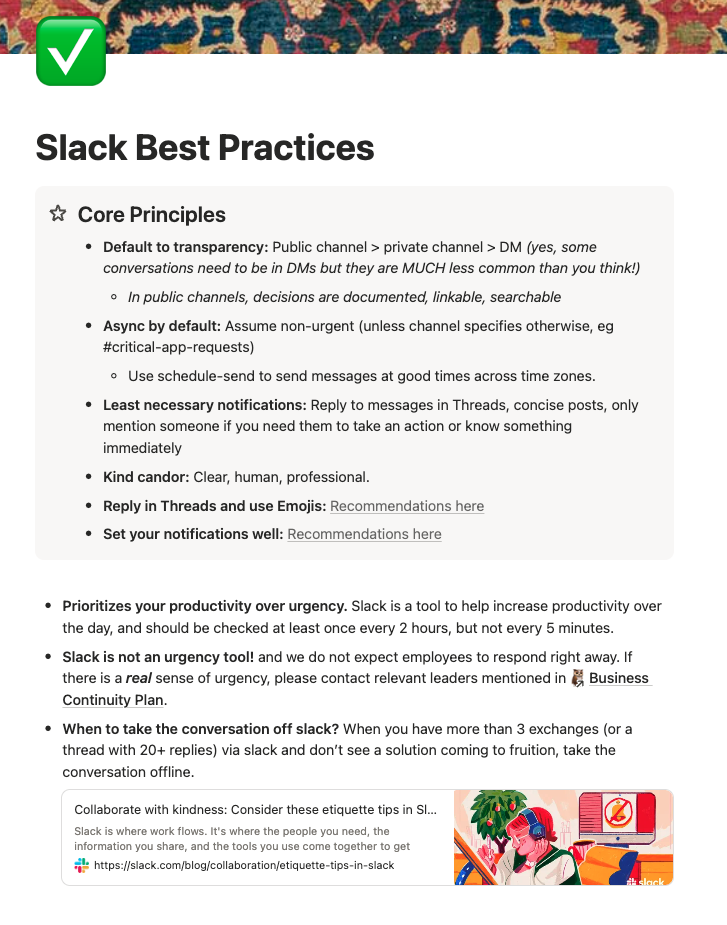 Slack Best Practices
Core Principles
• Default to transparency: Public channel > private channel > DM (yes, some
conversations need to be in DMs but they are MUCH less common than you think!)
◦ In public channels, decisions are documented, linkable, searchable
• Async by default: Assume non-urgent (unless channel specifies otherwise, eg
#critical-app-requests)
◦ Use schedule-send to send messages at good times across time zones.
• Least necessary notifications: Reply to messages in Threads, concise posts, only
mention someone if you need them to take an action or know something
immediately
• Kind candor: Clear, human, professional.
• Reply in Threads and use Emojis: Recommendations here
• Set your notifications well: Recommendations here
• Prioritizes your productivity over urgency. Slack is a tool to help increase productivity over
the day, and should be checked at least once every 2 hours, but not every 5 minutes.
• Slack is not an urgency tool! and we do not expect employees to respond right away. If
there is a real sense of urgency, please contact relevant leaders mentioned in Business
Continuity Plan.
• When to take the conversation off slack? When you have more than 3 exchanges (or a
thread with 20+ replies) via slack and don’t see a solution coming to fruition, take the
conversation offline.
Collaborate with kindness: Consider these etiquette tips in Sl...
Slack is where work flows. It's where the people you need, the
information you share, and the tools you use come together to get
https://slack.com/blog/collaboration/etiquette-tips-in-slack
slack